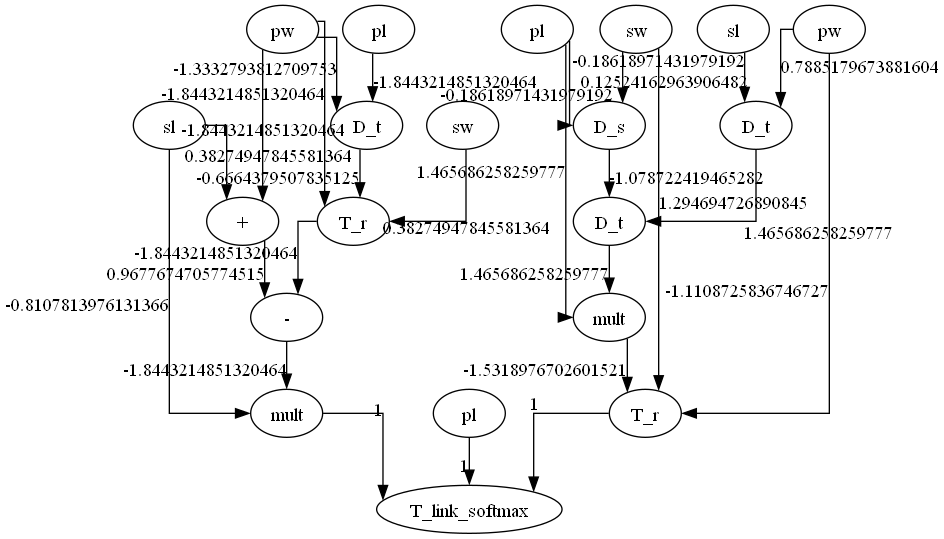 pw
pl
pl
sw
sl
pw
-1.3332793812709753
-0.18618971431979192
0.7885179673881604
-1.8443214851320464
0.12524162963906482
-1.8443214851320464
-0.18618971431979192
sl
-1.8443214851320464
D_t
sw
D_s
D_t
0.38274947845581364
-0.6664379507835125
1.465686258259777
-1.078722419465282
1.294694726890845
+
T_r
0.38274947845581364
D_t
1.465686258259777
-1.8443214851320464
0.9677674705774515
1.465686258259777
-1.1108725836746727
-0.8107813976131366
-
mult
-1.8443214851320464
-1.5318976702601521
mult
1
pl
1
T_r
1
T_link_softmax